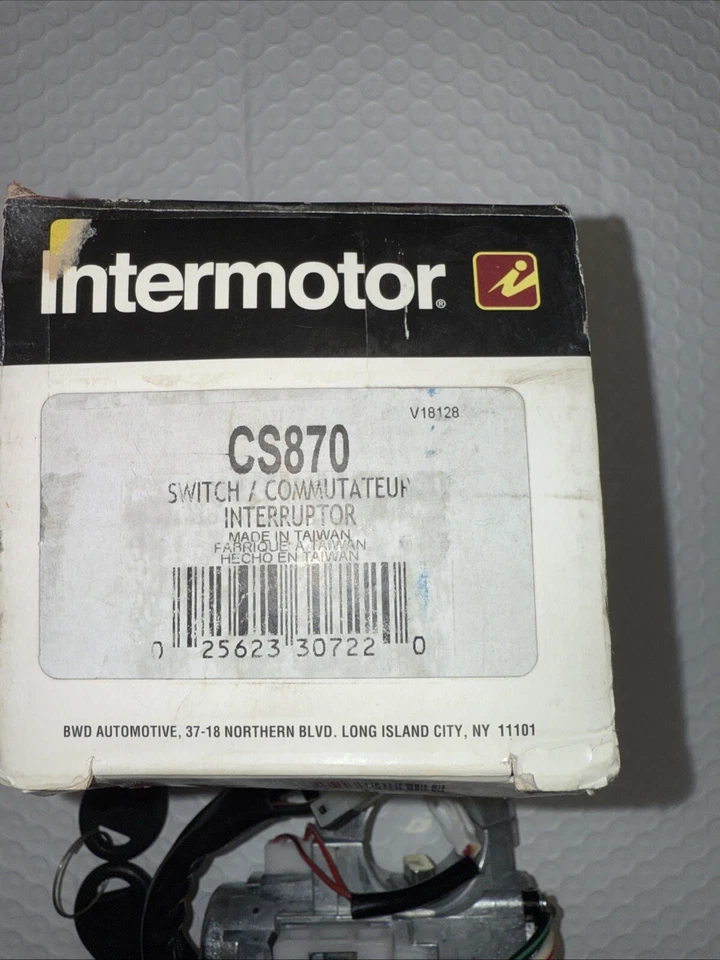 Intermotor®
V18128
CS870
SWITCH / COMMUTATEUR
INTERRUPTOR
MADE IN TAIWAN
FABRIQUE A TAIWAN
HECHO EN TAIWAN
0 25623 30722 0
BWD AUTOMOTIVE, 37-18 NORTHERN BLVD. LONG ISLAND CITY, NY 11101